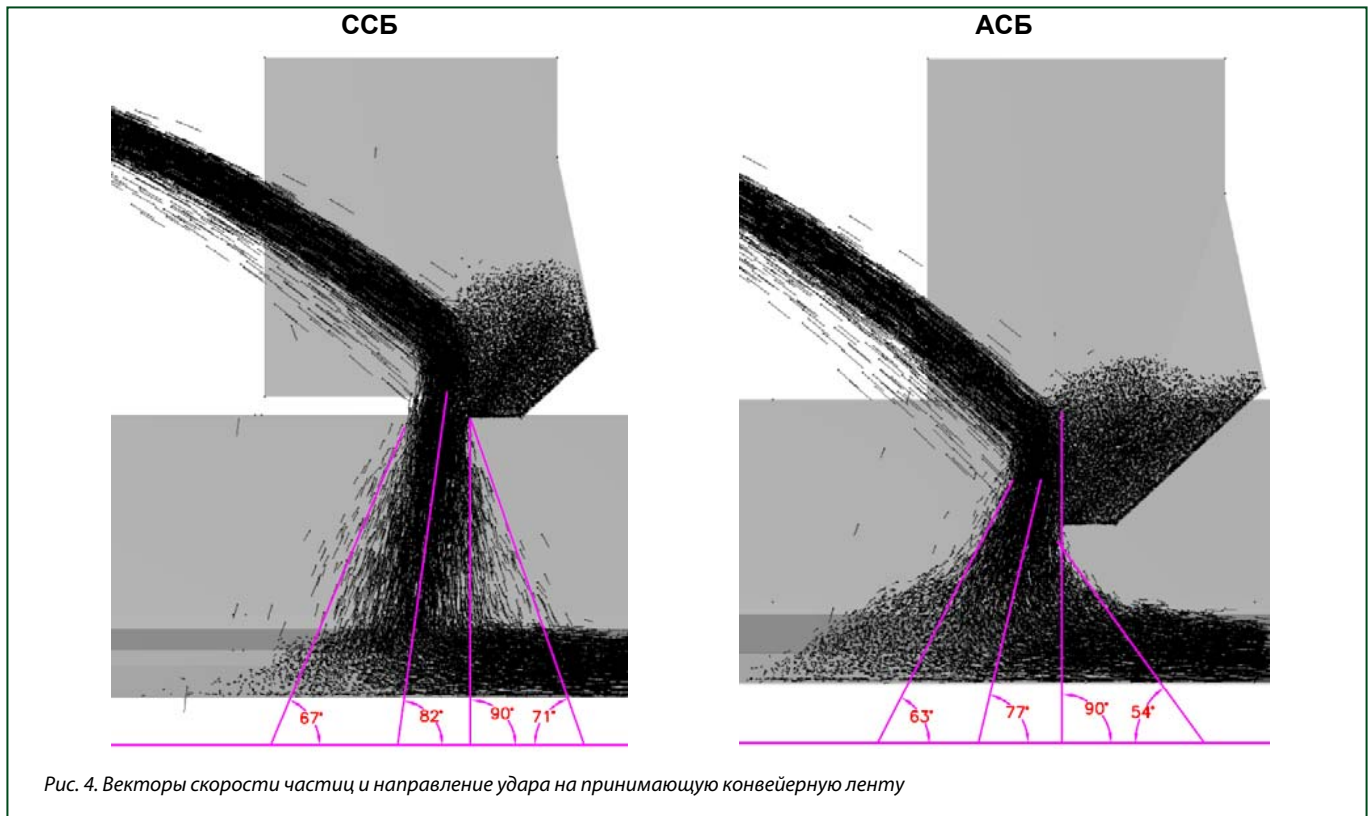 ССБ
АСБ
67°
82°
90°
71°
63°
77°
90°
54°
Рис. 4. Векторы скорости частиц и направление удара на принимающую конвейерную ленту